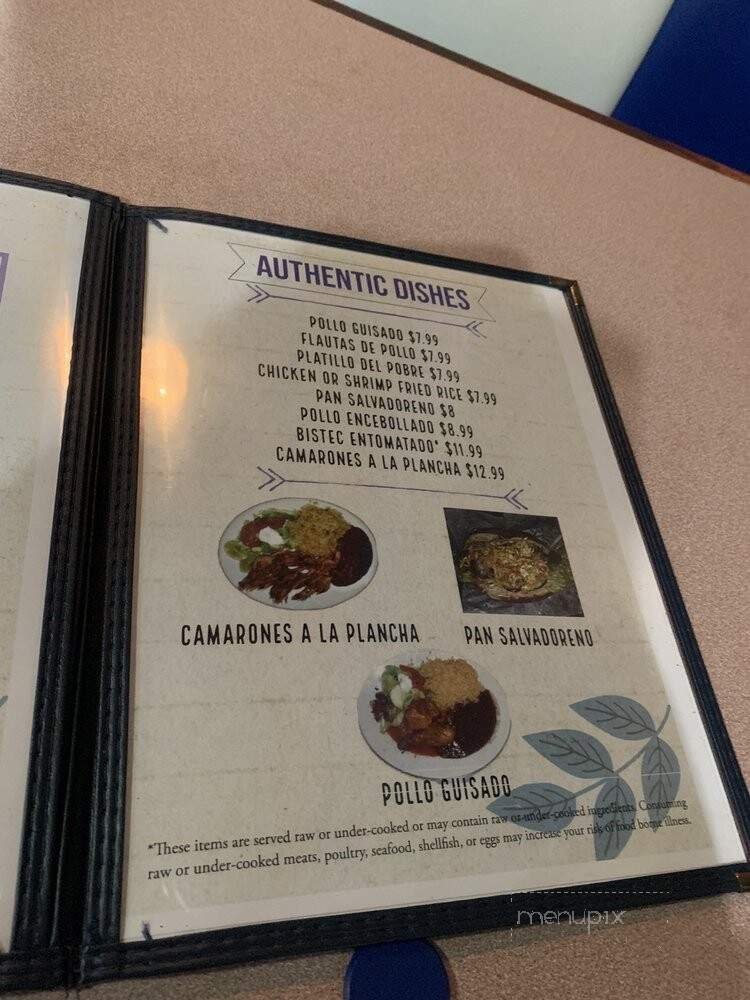 AUTHENTIC DISHES
POLLO GUISADO $7.99
FLAUTAS DE POLLO $7.99
PLATILLO DEL POBRE $7.99
CHICKEN OR SHRIMP FRIED RICE $7.99
PAN SALVADORENO $8
POLLO ENCEBOLLADO $8.99
BISTEC ENTOMATADO* $11.99
CAMARONES A LA PLANCHA $12.99
CAMARONES A LA PLANCHA
PAN SALVADORENO
POLLO GUISADO
*These items are served raw or under-cooked or may contain raw or under-cooked ingredients. Consuming
raw or under-cooked meats, poultry, seafood, shellfish, or eggs may increase your risk of food borne illness.
menupix